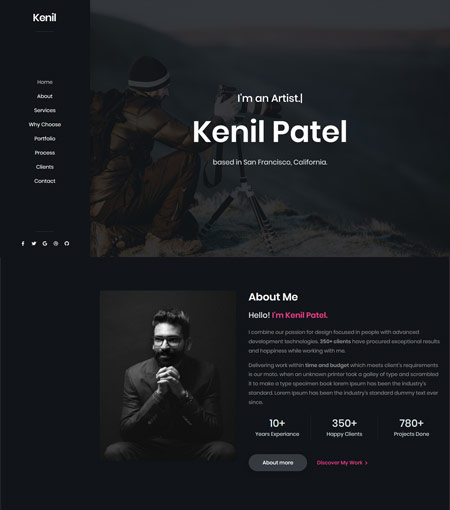 Kenil
Home
About
Services
Why Choose
Portfolio
Process
Clients
Contact
I'm an Artist.|
Kenil Patel
based in San Francisco, California.
About Me
Hello! I'm Kenil Patel.
I combine our passion for design focused in people with advanced
development technologies. 350+ clients have procured exceptional results
and happiness while working with me.
Delivering work within time and budget which meets client's requirements
is our moto. when an unknown printer took a galley of type and scrambled
it to make a type specimen book lorem Ipsum has been the industry's
standard. Lorem Ipsum has been the industry's standard dummy text ever
since.
10+ 350+ 780+
Years Experiance Happy Clients Projects Done
About more Discover My Work >